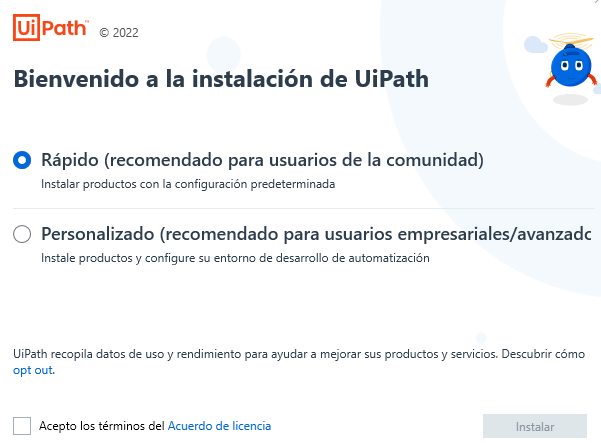 UiPath™ © 2022
Bienvenido a la instalación de UiPath
Rápido (recomendado para usuarios de la comunidad)
Instalar productos con la configuración predeterminada
Personalizado (recomendado para usuarios empresariales/avanzado
Instale productos y configure su entorno de desarrollo de automatización
UiPath recopila datos de uso y rendimiento para ayudar a mejorar sus productos y servicios. Descubrir cómo
opt out.
Acepto los términos del Acuerdo de licencia
Instalar